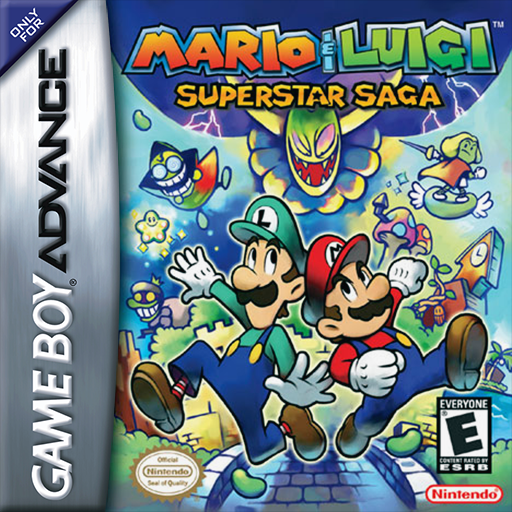 ONLY
FOR
GAME BOY ADVANCE
MARIO & LUIGI
SUPERSTAR SAGA
™
L
M
EVERYONE
E
CONTENT RATED BY
ESRB
Official
Nintendo
Seal of Quality
Nintendo